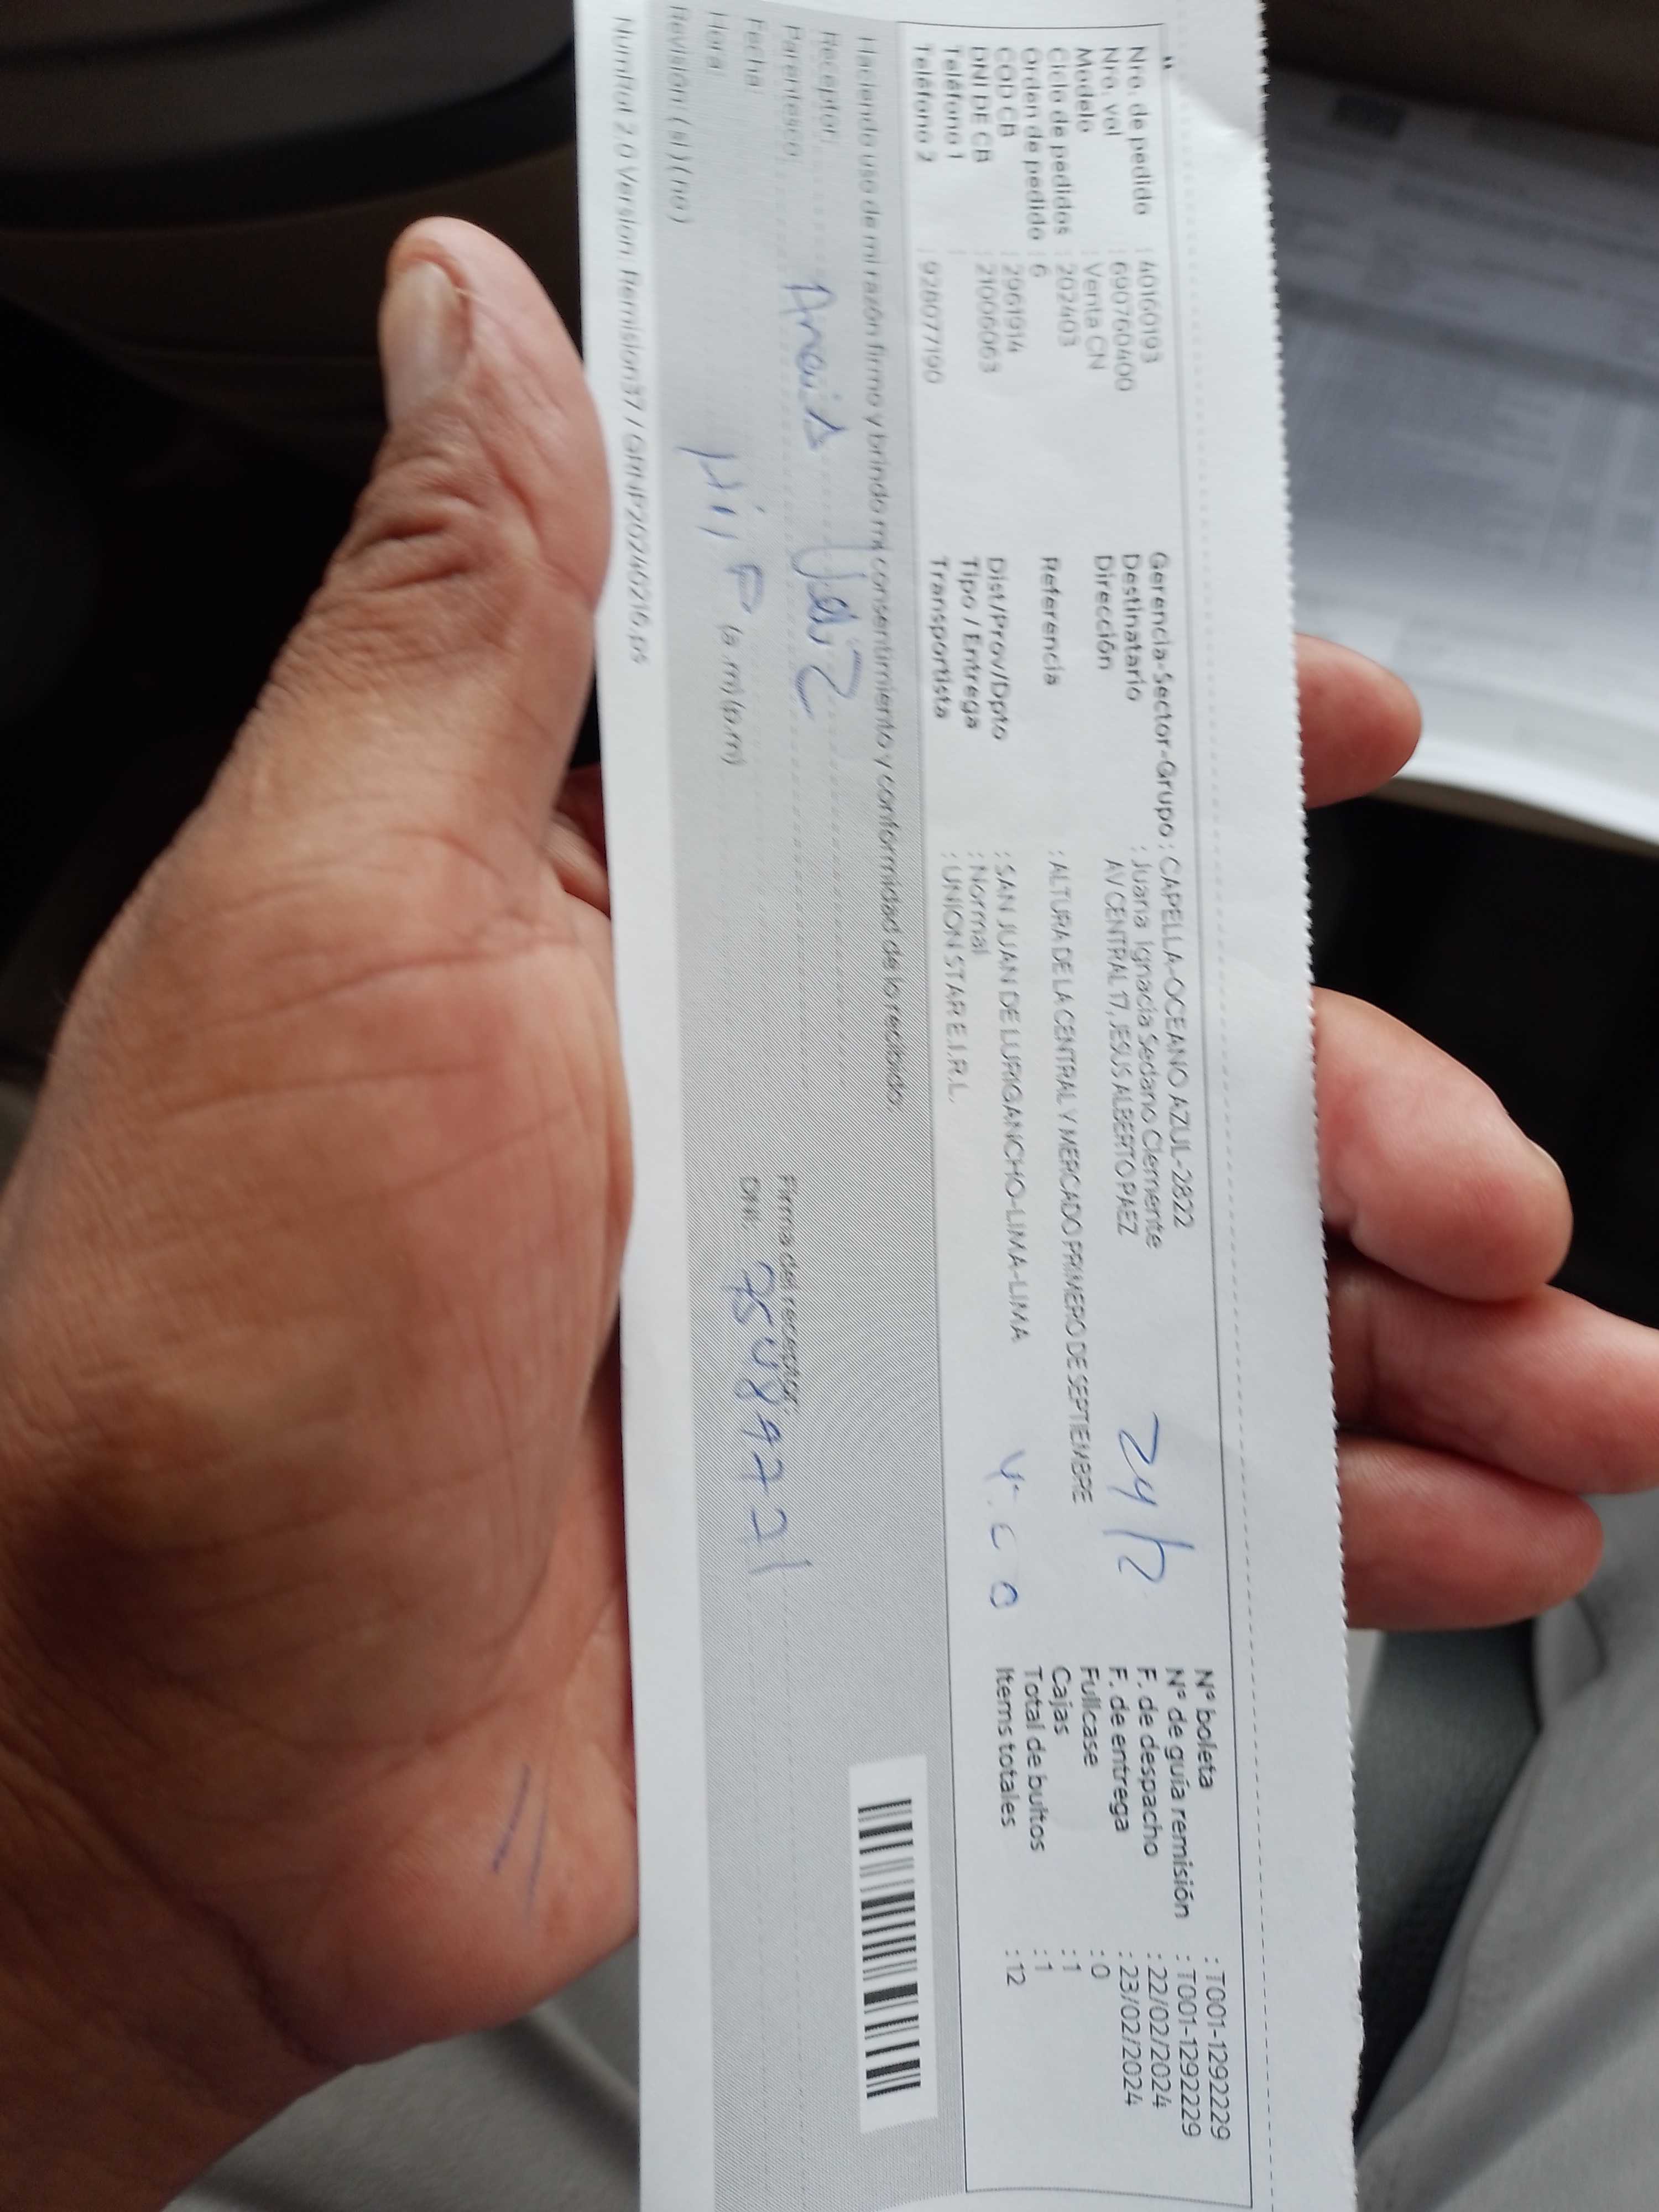 Nro. de pedido : 40160193
Nro. vol : 690760400
Modelo : Venta CN
Ciclo de pedidos : 202403
Orden de pedido : 6
COD CB : 2961914
DNI DE CB : 21006063
Teléfono 1 :
Teléfono 2 : 928077190
Gerencia-Sector-Grupo : CAPELLA-OCEANO AZUL-2822
Destinatario : Juana Ignacia Sedano Clemente
Dirección AV CENTRAL 17, JESUS ALBERTO PAEZ
Referencia : ALTURA DE LA CENTRAL Y MERCADO PRIMERO DE SEPTIEMBRE
Dist/Prov/Dpto : SAN JUAN DE LURIGANCHO-LIMA-LIMA
Tipo / Entrega : Normal
Transportista : UNION STAR E.I.R.L.
24/2
N° boleta : T001-1292229
N° de guía remisión : T001-1292229
F. de despacho : 22/02/2024
F. de entrega : 23/02/2024
Fullcase : 0
Cajas : 1
Total de bultos : 1
Items totales : 12
Haciendo uso de mi razón firmo y brindo mi consentimiento y conformidad de lo recibido:
Receptor:
Parentesco
Fecha
Hora: (a.m)(p.m)
Revisión (si)(no)
Firma del receptor:
DNI:
Numital 2.0 Version: Remision37 / GRNP20240216.ps